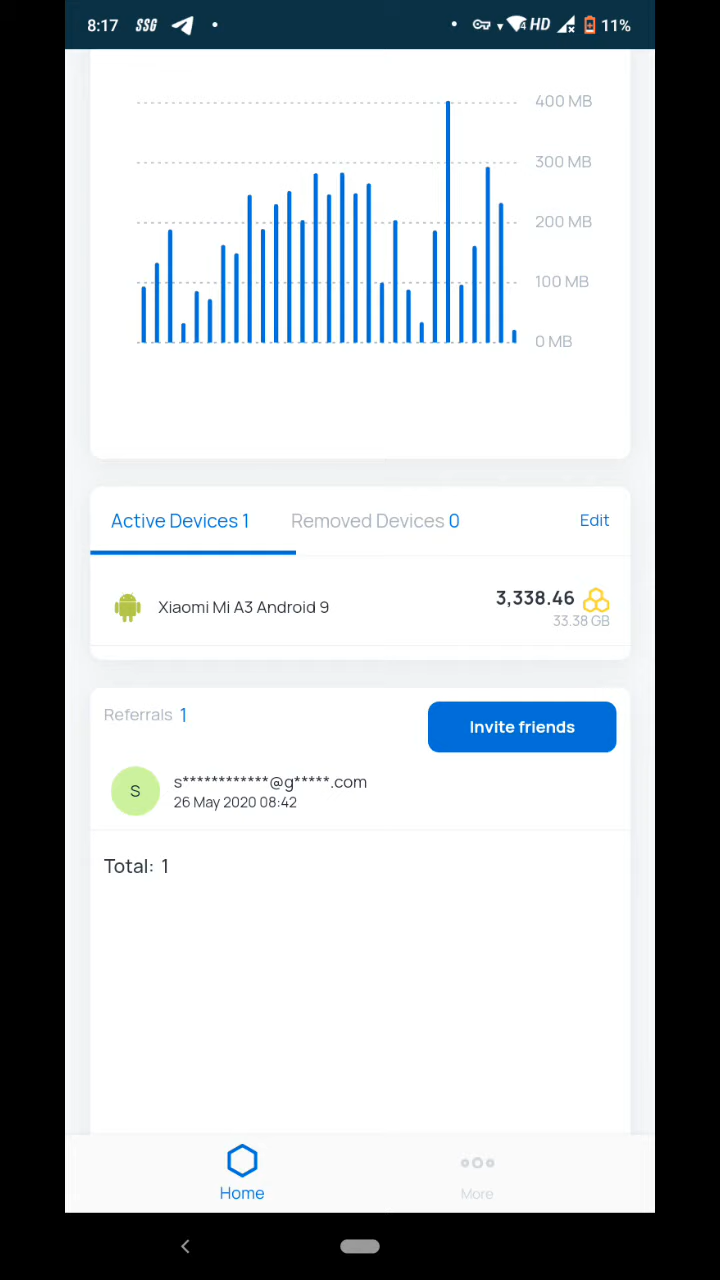 8:17 SSG HD 11%
400 MB
300 MB
200 MB
100 MB
0 MB
Active Devices 1 Removed Devices 0 Edit
Xiaomi Mi A3 Android 9 3,338.46
33.38 GB
Referrals 1 Invite friends
S s************@g*****.com
26 May 2020 08:42
Total: 1
Home More